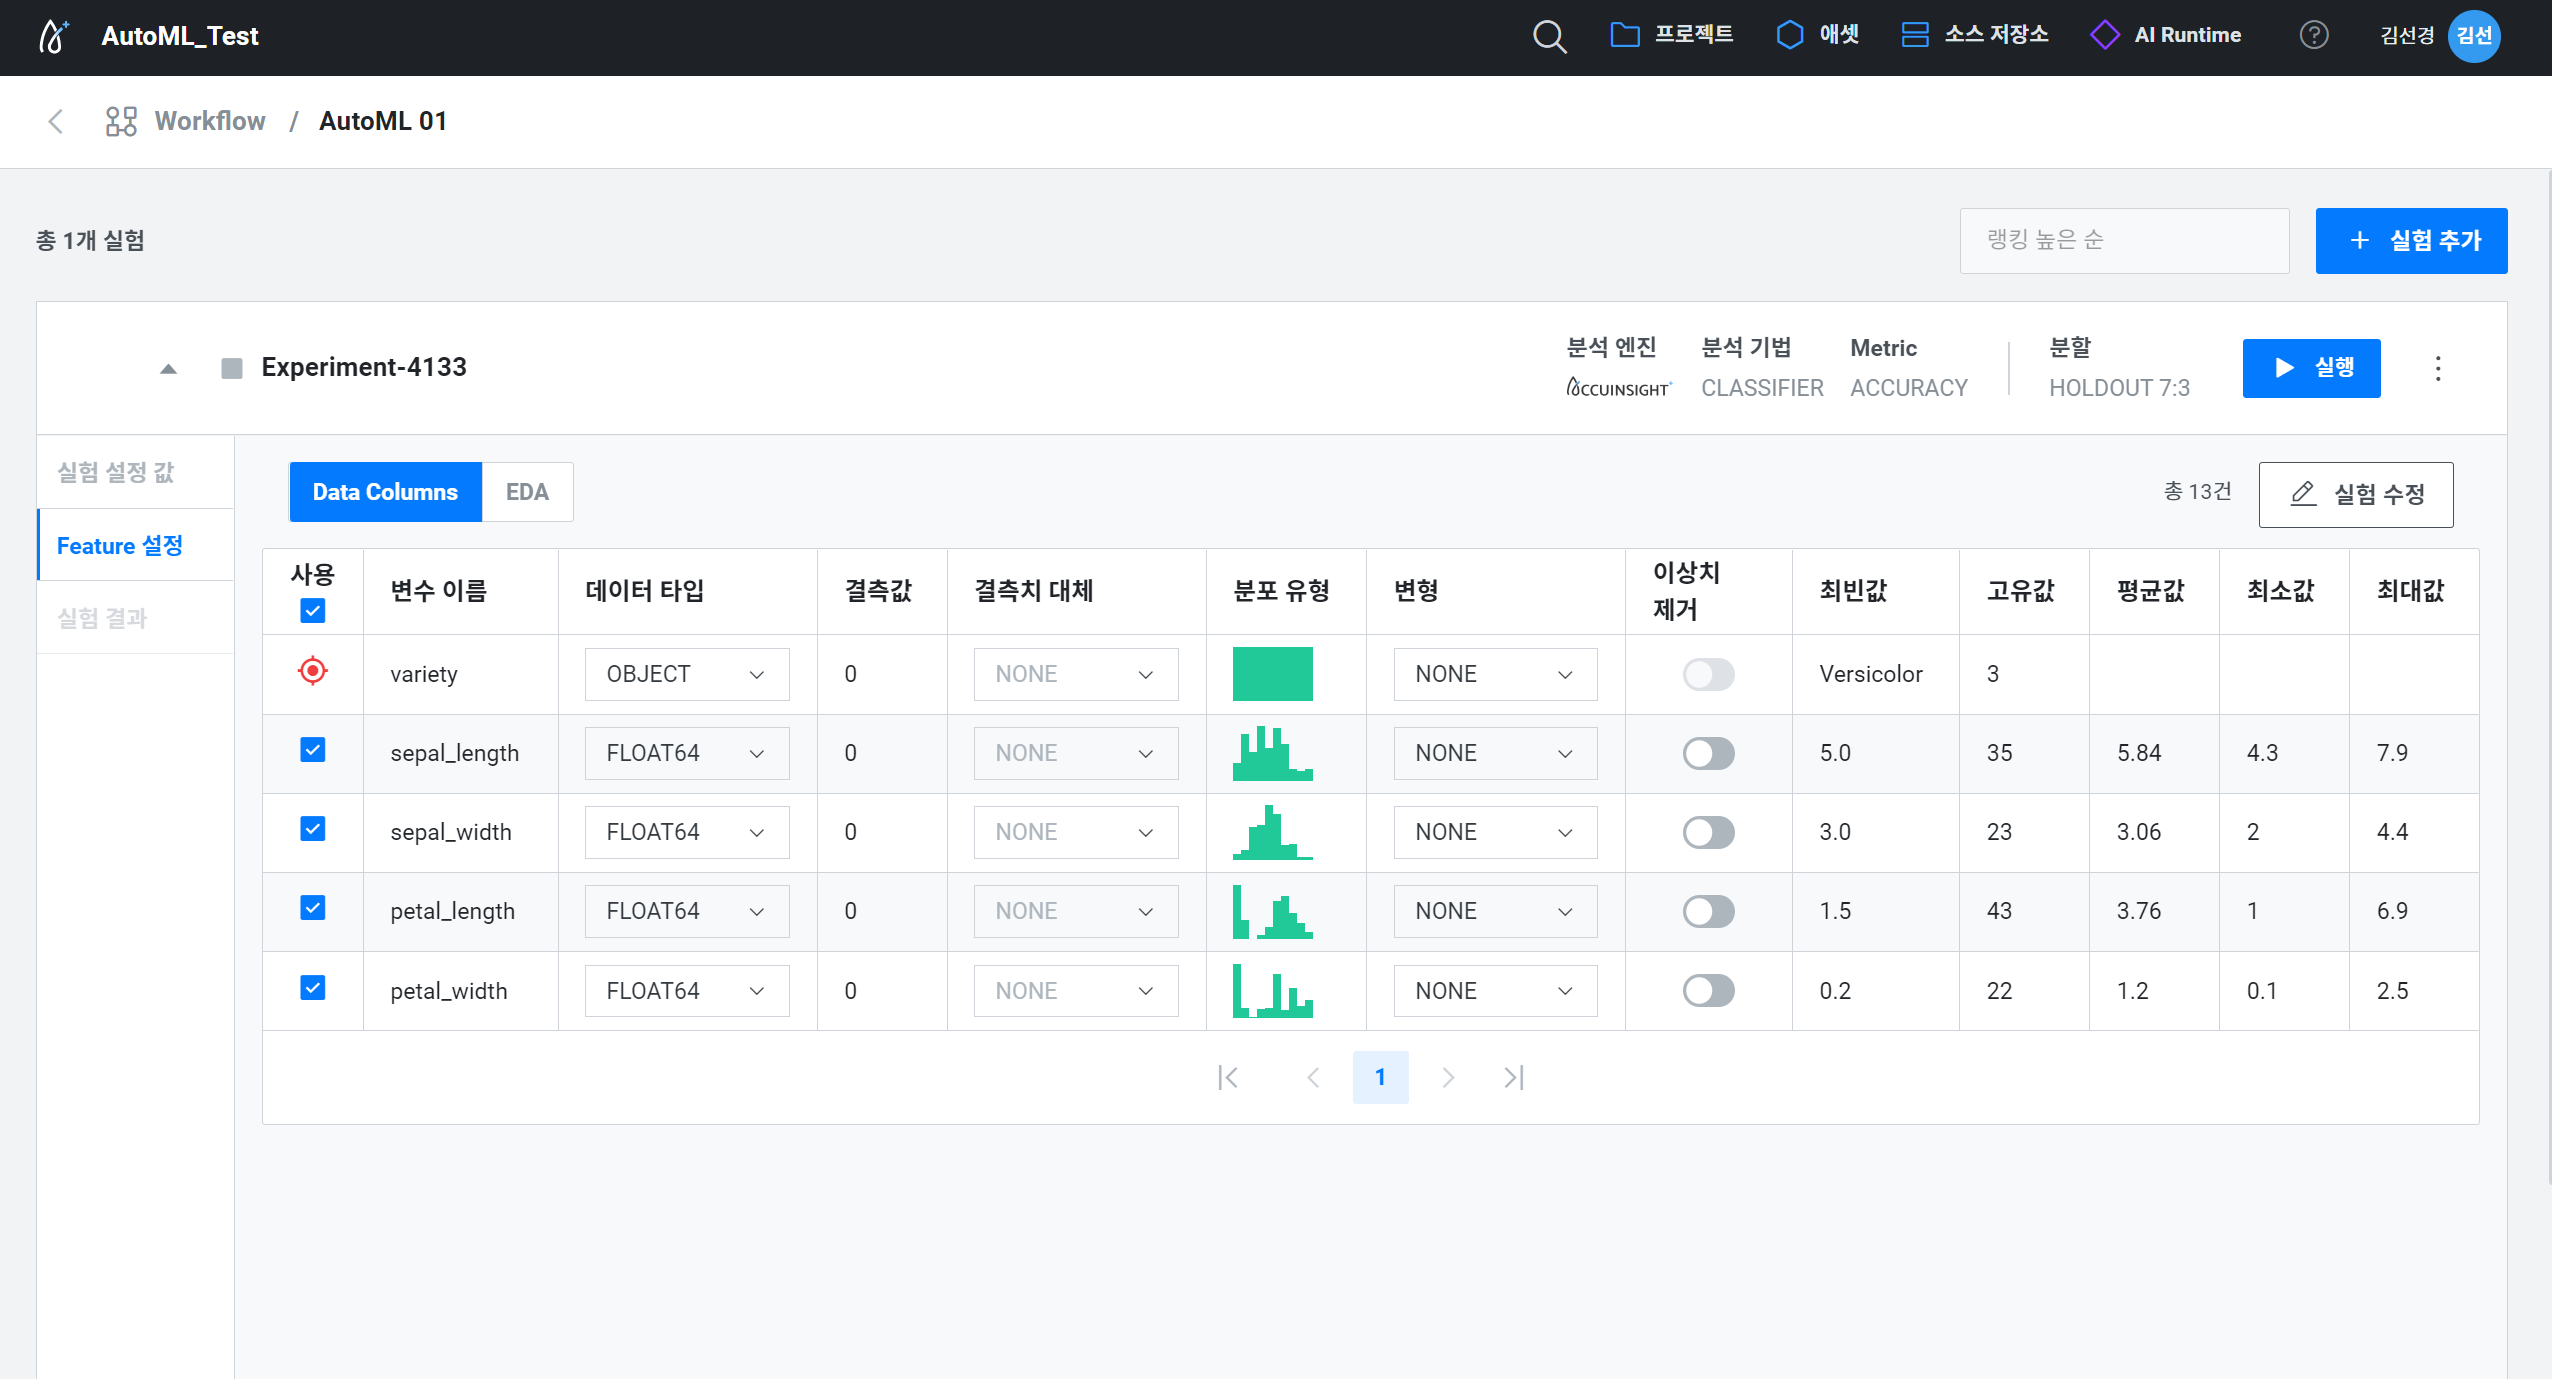 AutoML_Test
프로젝트
애셋
소스 저장소
AI Runtime
?
김선경
김선
Workflow / AutoML 01
총 1개 실험
랭킹 높은 순
+ 실험 추가
Experiment-4133
분석 엔진
ACCUINSIGHT+
분석 기법
CLASSIFIER
Metric
ACCURACY
분할
HOLDOUT 7:3
실행
실험 설정 값
Feature 설정
실험 결과
Data Columns
EDA
총 13건
실험 수정
사용 변수 이름 데이터 타입 결측값 결측치 대체 분포 유형 변형 이상치 제거 최빈값 고유값 평균값 최소값 최대값
variety OBJECT 0 NONE NONE Versicolor 3
sepal_length FLOAT64 0 NONE NONE 5.0 35 5.84 4.3 7.9
sepal_width FLOAT64 0 NONE NONE 3.0 23 3.06 2 4.4
petal_length FLOAT64 0 NONE NONE 1.5 43 3.76 1 6.9
petal_width FLOAT64 0 NONE NONE 0.2 22 1.2 0.1 2.5
1